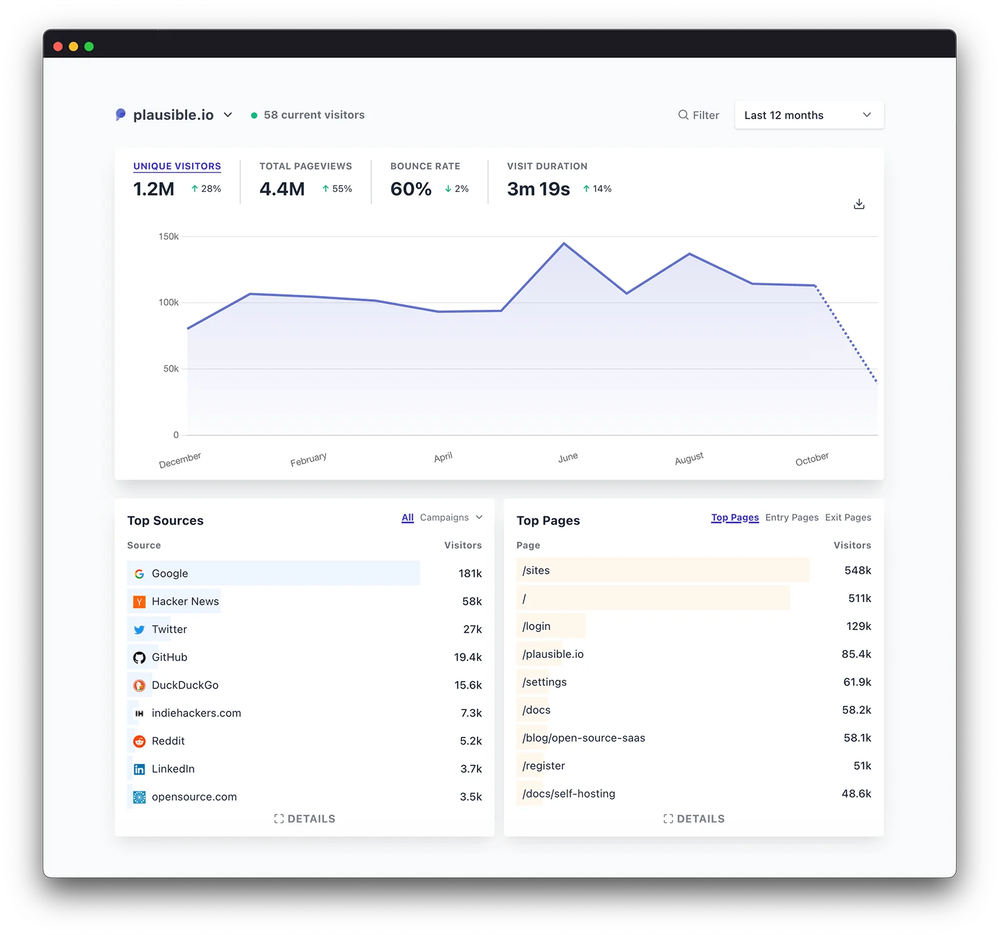 plausible.io 58 current visitors Filter Last 12 months
UNIQUE VISITORS TOTAL PAGEVIEWS BOUNCE RATE VISIT DURATION
1.2M ↑ 28% 4.4M ↑ 55% 60% ↓ 2% 3m 19s ↑ 14%
150k
100k
50k
0
December February April June August October
Top Sources All Campaigns
Source Visitors
Google 181k
Hacker News 58k
Twitter 27k
GitHub 19.4k
DuckDuckGo 15.6k
IH indiehackers.com 7.3k
Reddit 5.2k
in LinkedIn 3.7k
opensource.com 3.5k
DETAILS
Top Pages Top Pages Entry Pages Exit Pages
Page Visitors
/sites 548k
/ 511k
/login 129k
/plausible.io 85.4k
/settings 61.9k
/docs 58.2k
/blog/open-source-saas 58.1k
/register 51k
/docs/self-hosting 48.6k
DETAILS